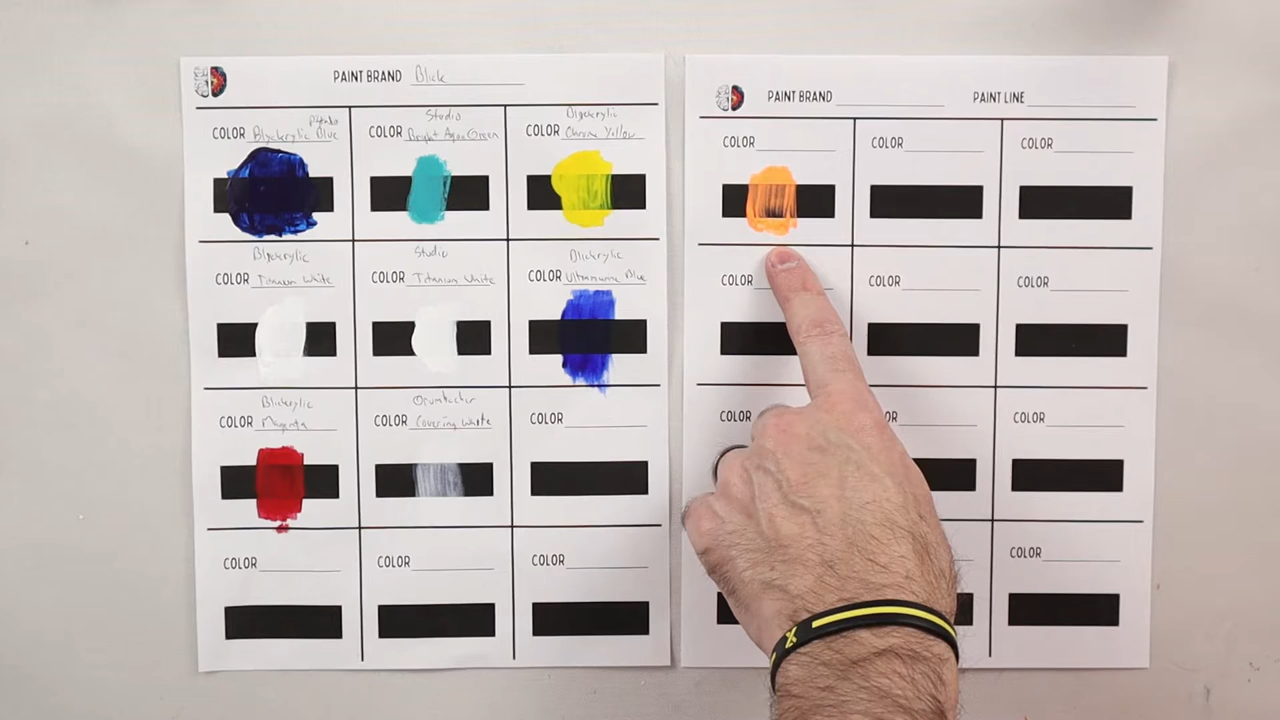 PAINT BRAND Blick
Phthalo
COLOR Blickrylic Blue
Studio
COLOR Bright Aqua Green
Blickrylic
COLOR Chrome Yellow
Blickrylic
COLOR Titanium White
Studio
COLOR Titanium White
Blickrylic
COLOR Ultramarine Blue
Blickrylic
COLOR Magenta
Grumbacher
COLOR Covering White
COLOR
COLOR
COLOR
COLOR
PAINT BRAND
PAINT LINE
COLOR
COLOR
COLOR
COLOR
COLOR
COLOR
COLOR
COLOR
COLOR